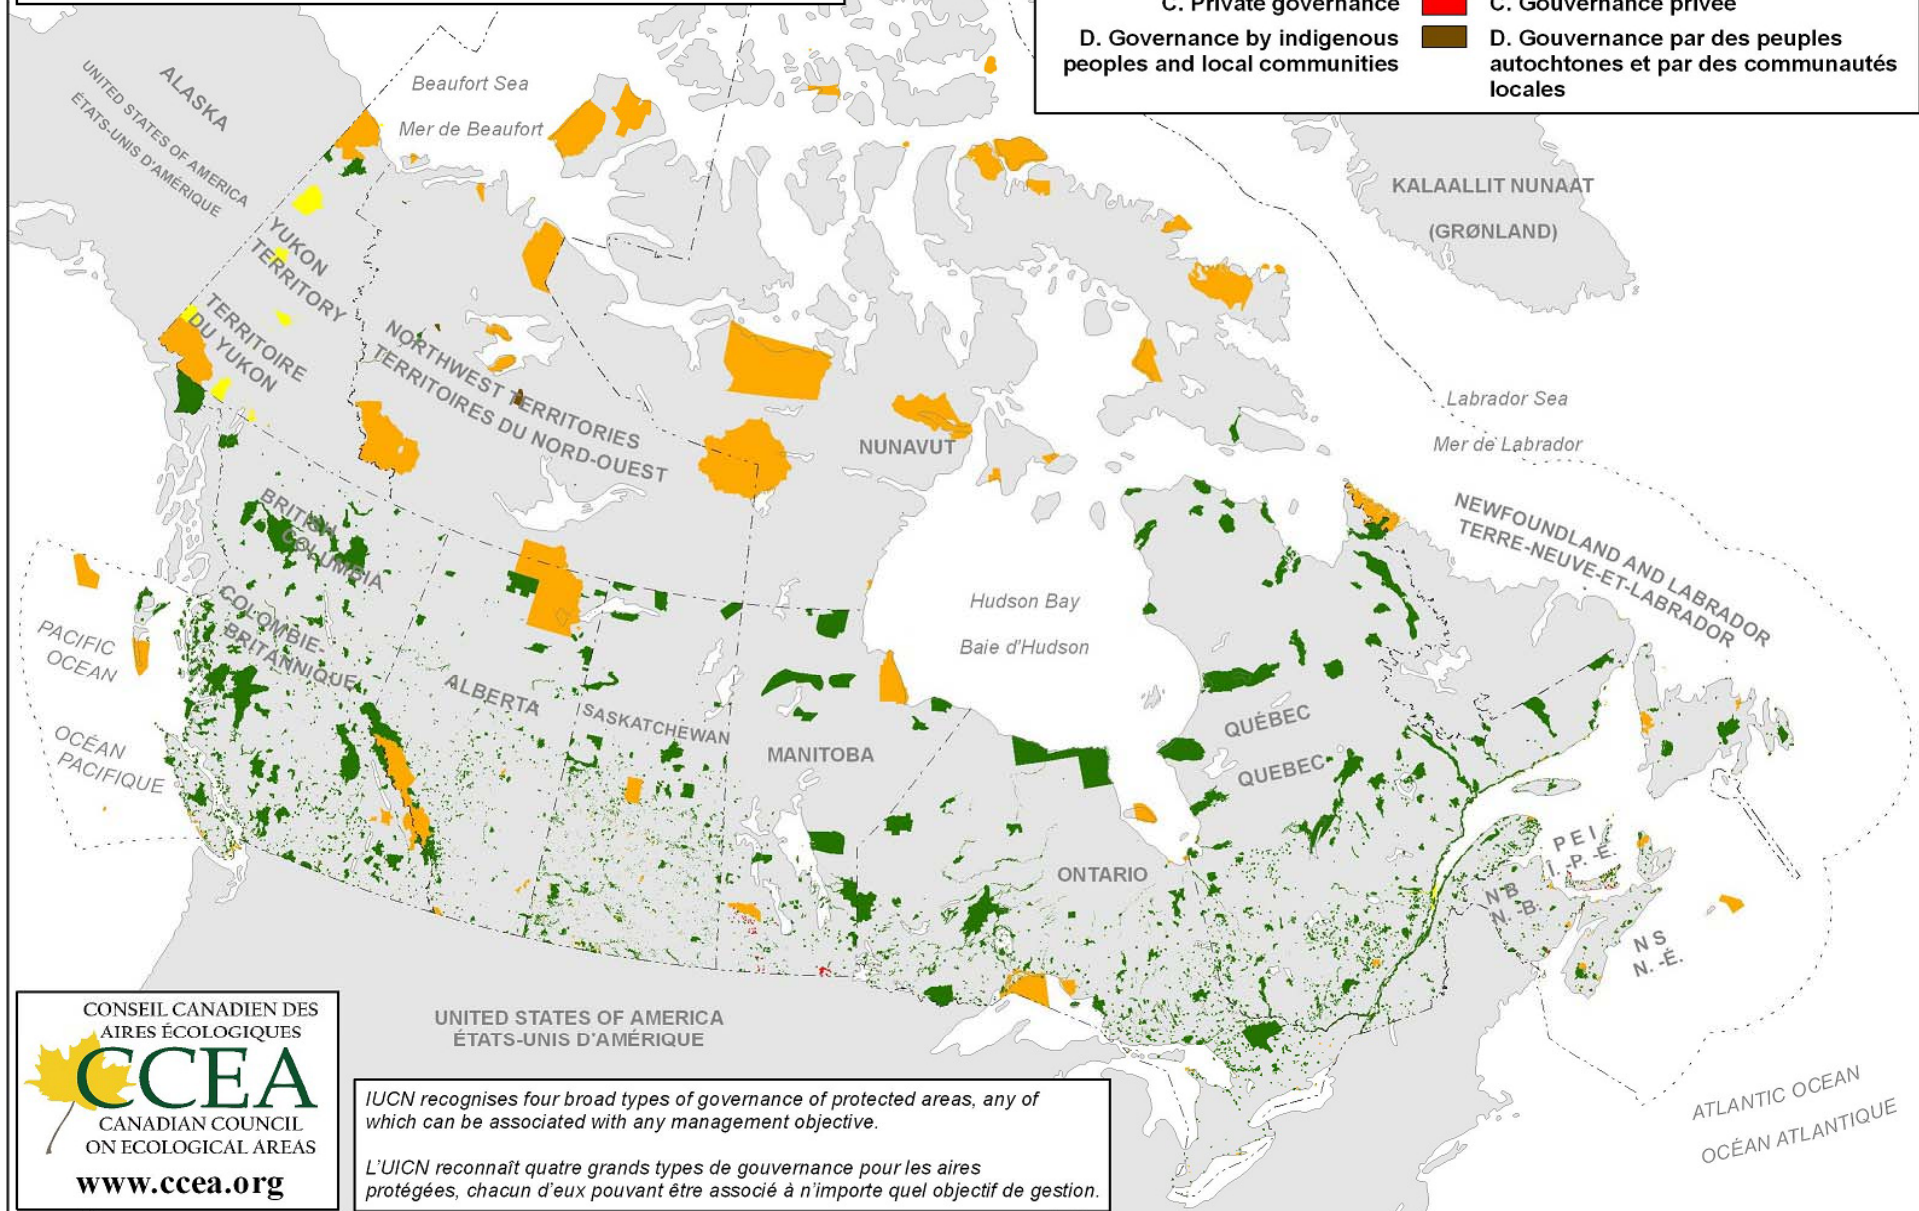 C. Private governance
C. Gouvernance privée
D. Governance by indigenous
peoples and local communities
D. Gouvernance par des peuples
autochtones et par des communautés
locales
ALASKA
UNITED STATES OF AMERICA
ÉTATS-UNIS D'AMÉRIQUE
Beaufort Sea
Mer de Beaufort
KALAALLIT NUNAAT
(GRØNLAND)
YUKON
TERRITORY
TERRITOIRE
DU YUKON
NORTHWEST TERRITORIES
TERRITOIRES DU NORD-OUEST
NUNAVUT
Labrador Sea
Mer de Labrador
NEWFOUNDLAND AND LABRADOR
TERRE-NEUVE-ET-LABRADOR
BRITISH
COLUMBIA
COLOMBIE-
BRITANNIQUE
PACIFIC
OCEAN
OCÉAN
PACIFIQUE
Hudson Bay
Baie d'Hudson
ALBERTA
SASKATCHEWAN
MANITOBA
QUÉBEC
QUEBEC
ONTARIO
P E I
Î. -P. -É.
N B
N. -B.
N S
N. -É.
UNITED STATES OF AMERICA
ÉTATS-UNIS D'AMÉRIQUE
ATLANTIC OCEAN
OCÉAN ATLANTIQUE
CONSEIL CANADIEN DES
AIRES ÉCOLOGIQUES
CCEA
CANADIAN COUNCIL
ON ECOLOGICAL AREAS
www.ccea.org
IUCN recognises four broad types of governance of protected areas, any of
which can be associated with any management objective.
L'UICN reconnaît quatre grands types de gouvernance pour les aires
protégées, chacun d'eux pouvant être associé à n'importe quel objectif de gestion.